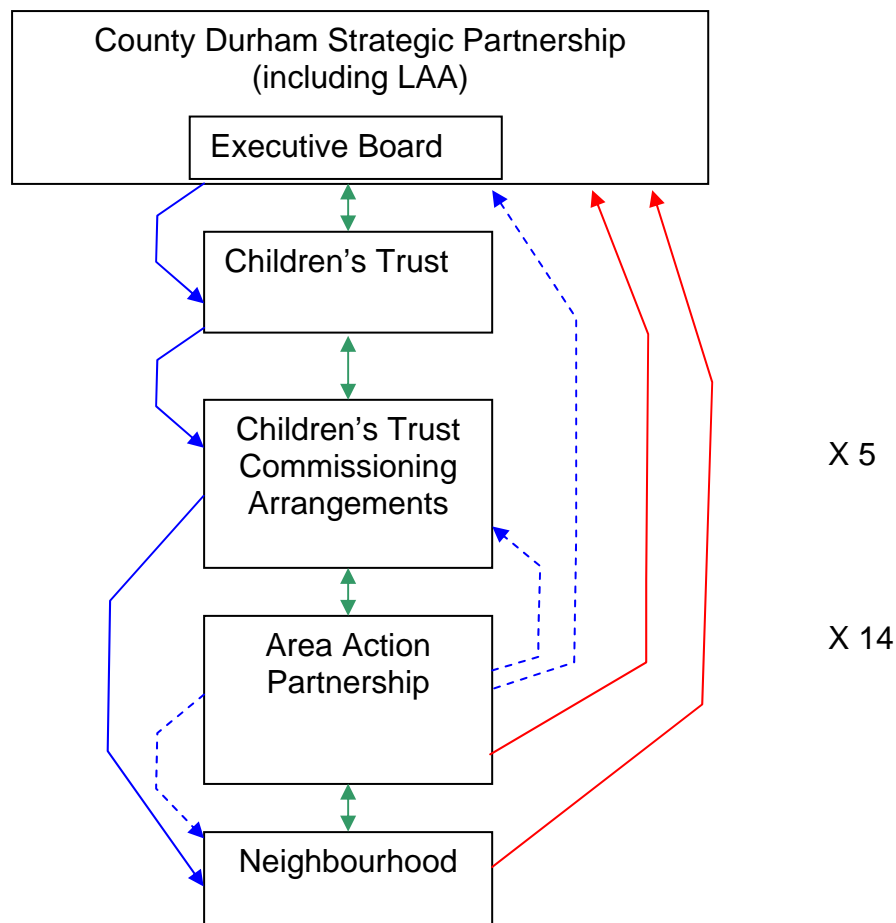 County Durham Strategic Partnership
(including LAA)
Executive Board
Children’s Trust
Children’s Trust
Commissioning
Arrangements
X 5
Area Action
Partnership
X 14
Neighbourhood